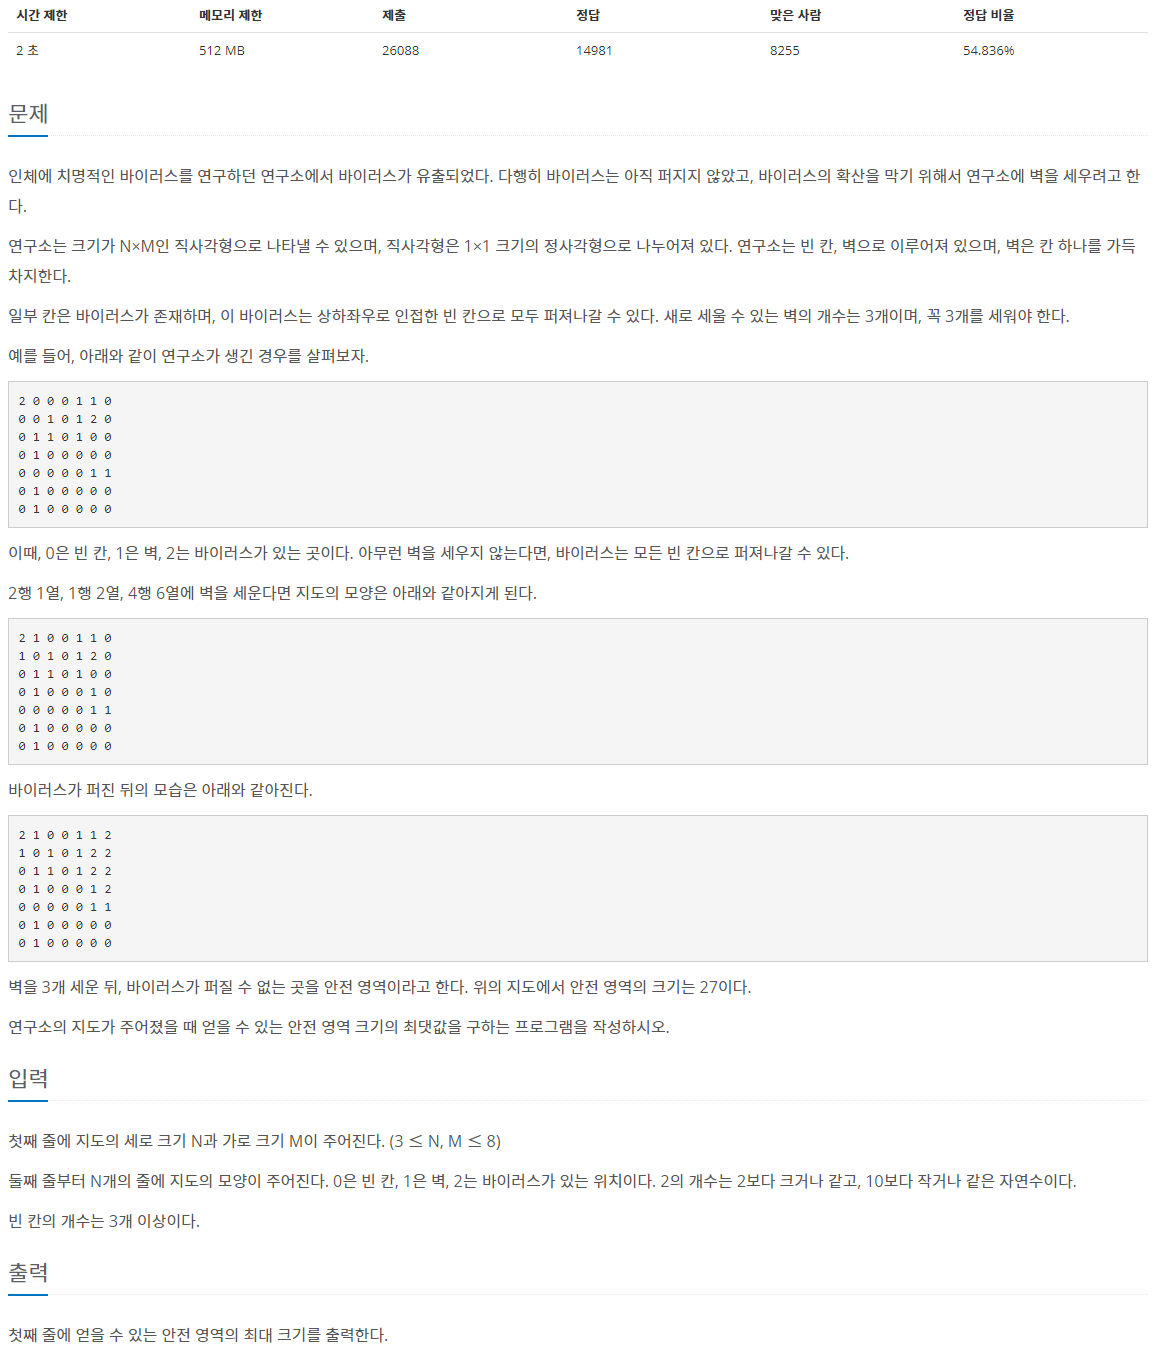 시간 제한 메모리 제한 제출 정답 맞은 사람 정답 비율
2 초 512 MB 26088 14981 8255 54.836%
문제
인체에 치명적인 바이러스를 연구하던 연구소에서 바이러스가 유출되었다. 다행히 바이러스는 아직 퍼지지 않았고, 바이러스의 확산을 막기 위해서 연구소에 벽을 세우려고 한
다.
연구소는 크기가 N×M인 직사각형으로 나타낼 수 있으며, 직사각형은 1×1 크기의 정사각형으로 나누어져 있다. 연구소는 빈 칸, 벽으로 이루어져 있으며, 벽은 칸 하나를 가득
차지한다.
일부 칸은 바이러스가 존재하며, 이 바이러스는 상하좌우로 인접한 빈 칸으로 모두 퍼져나갈 수 있다. 새로 세울 수 있는 벽의 개수는 3개이며, 꼭 3개를 세워야 한다.
예를 들어, 아래와 같이 연구소가 생긴 경우를 살펴보자.
2 0 0 0 1 1 0
0 0 1 0 1 2 0
0 1 1 0 1 0 0
0 1 0 0 0 0 0
0 0 0 0 0 1 1
0 1 0 0 0 0 0
0 1 0 0 0 0 0
이때, 0은 빈 칸, 1은 벽, 2는 바이러스가 있는 곳이다. 아무런 벽을 세우지 않는다면, 바이러스는 모든 빈 칸으로 퍼져나갈 수 있다.
2행 1열, 1행 2열, 4행 6열에 벽을 세운다면 지도의 모양은 아래와 같아지게 된다.
2 1 0 0 1 1 0
1 0 1 0 1 2 0
0 1 1 0 1 0 0
0 1 0 0 0 1 0
0 0 0 0 0 1 1
0 1 0 0 0 0 0
0 1 0 0 0 0 0
바이러스가 퍼진 뒤의 모습은 아래와 같아진다.
2 1 0 0 1 1 2
1 0 1 0 1 2 2
0 1 1 0 1 2 2
0 1 0 0 0 1 2
0 0 0 0 0 1 1
0 1 0 0 0 0 0
0 1 0 0 0 0 0
벽을 3개 세운 뒤, 바이러스가 퍼질 수 없는 곳을 안전 영역이라고 한다. 위의 지도에서 안전 영역의 크기는 27이다.
연구소의 지도가 주어졌을 때 얻을 수 있는 안전 영역 크기의 최댓값을 구하는 프로그램을 작성하시오.
입력
첫째 줄에 지도의 세로 크기 N과 가로 크기 M이 주어진다. (3 ≤ N, M ≤ 8)
둘째 줄부터 N개의 줄에 지도의 모양이 주어진다. 0은 빈 칸, 1은 벽, 2는 바이러스가 있는 위치이다. 2의 개수는 2보다 크거나 같고, 10보다 작거나 같은 자연수이다.
빈 칸의 개수는 3개 이상이다.
출력
첫째 줄에 얻을 수 있는 안전 영역의 최대 크기를 출력한다.